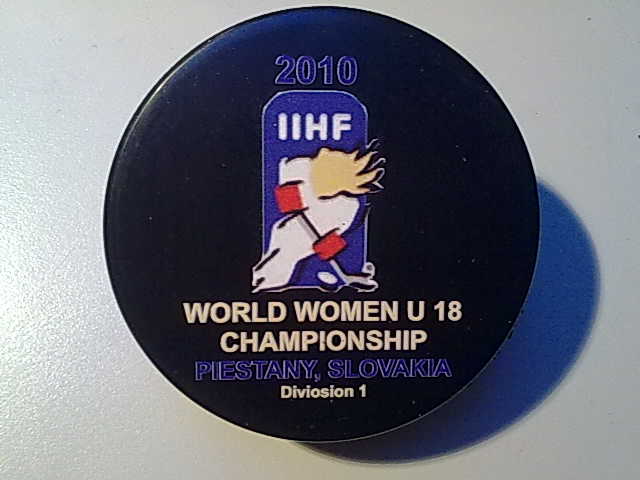 2010
IIHF
WORLD WOMEN U 18
CHAMPIONSHIP
PIESTANY, SLOVAKIA
Diviosion 1